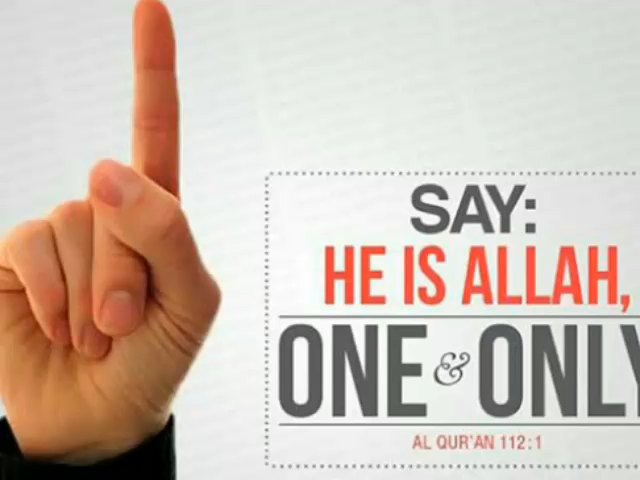 SAY:
HE IS ALLAH,
ONE & ONLY
AL QUR'AN 112:1